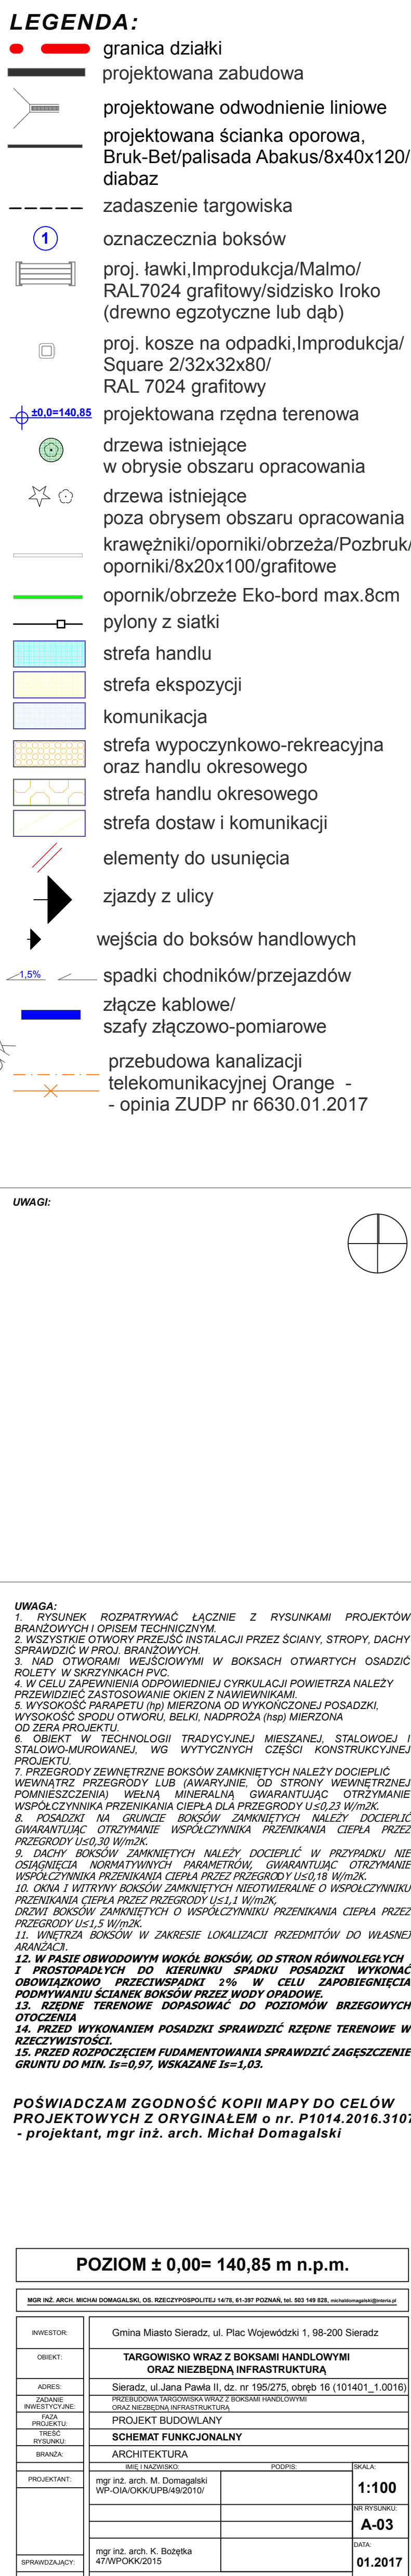 LEGENDA:
granica działki
projektowana zabudowa
projektowane odwodnienie liniowe
projektowana ścianka oporowa,
Bruk-Bet/palisada Abakus/8x40x120/
diabaz
zadaszenie targowiska
1
oznaczecznia boksów
proj. ławki,Improdukcja/Malmo/
RAL7024 grafitowy/sidzisko Iroko
(drewno egzotyczne lub dąb)
proj. kosze na odpadki,Improdukcja/
Square 2/32x32x80/
RAL 7024 grafitowy
±0,0=140,85 projektowana rzędna terenowa
drzewa istniejące
w obrysie obszaru opracowania
drzewa istniejące
poza obrysem obszaru opracowania
krawężniki/oporniki/obrzeża/Pozbruk/
oporniki/8x20x100/grafitowe
opornik/obrzeże Eko-bord max.8cm
pylony z siatki
strefa handlu
strefa ekspozycji
komunikacja
strefa wypoczynkowo-rekreacyjna
oraz handlu okresowego
strefa handlu okresowego
strefa dostaw i komunikacji
elementy do usunięcia
zjazdy z ulicy
wejścia do boksów handlowych
1,5% spadki chodników/przejazdów
złącze kablowe/
szafy złączowo-pomiarowe
przebudowa kanalizacji
telekomunikacyjnej Orange -
- opinia ZUDP nr 6630.01.2017
UWAGI:
UWAGA:
1. RYSUNEK ROZPATRYWAĆ ŁĄCZNIE Z RYSUNKAMI PROJEKTÓW
BRANŻOWYCH I OPISEM TECHNICZNYM.
2. WSZYSTKIE OTWORY PRZEJŚĆ INSTALACJI PRZEZ ŚCIANY, STROPY, DACHY
SPRAWDZIĆ W PROJ. BRANŻOWYCH.
3. NAD OTWORAMI WEJŚCIOWYMI W BOKSACH OTWARTYCH OSADZIĆ
ROLETY W SKRZYNKACH PVC.
4. W CELU ZAPEWNIENIA ODPOWIEDNIEJ CYRKULACJI POWIETRZA NALEŻY
PRZEWIDZIEĆ ZASTOSOWANIE OKIEN Z NAWIEWNIKAMI.
5. WYSOKOŚĆ PARAPETU (hp) MIERZONA OD WYKOŃCZONEJ POSADZKI,
WYSOKOŚĆ SPODU OTWORU, BELKI, NADPROŻA (hsp) MIERZONA
OD ZERA PROJEKTU.
6. OBIEKT W TECHNOLOGII TRADYCYJNEJ MIESZANEJ, STALOWOEJ I
STALOWO-MUROWANEJ, WG WYTYCZNYCH CZĘŚCI KONSTRUKCYJNEJ
PROJEKTU.
7. PRZEGRODY ZEWNĘTRZNE BOKSÓW ZAMKNIĘTYCH NALEŻY DOCIEPLIĆ
WEWNĄTRZ PRZEGRODY LUB (AWARYJNIE, OD STRONY WEWNĘTRZNEJ
POMNIESZCZENIA) WEŁNĄ MINERALNĄ GWARANTUJĄC OTRZYMANIE
WSPÓŁCZYNNIKA PRZENIKANIA CIEPŁA DLA PRZEGRODY U≤0,23 W/m2K.
8. POSADZKI NA GRUNCIE BOKSÓW ZAMKNIĘTYCH NALEŻY DOCIEPLIĆ
GWARANTUJĄC OTRZYMANIE WSPÓŁCZYNNIKA PRZENIKANIA CIEPŁA PRZEZ
PRZEGRODY U≤0,30 W/m2K.
9. DACHY BOKSÓW ZAMKNIĘTYCH NALEŻY DOCIEPLIĆ W PRZYPADKU NIE
OSIĄGNIĘCIA NORMATYWNYCH PARAMETRÓW, GWARANTUJĄC OTRZYMANIE
WSPÓŁCZYNNIKA PRZENIKANIA CIEPŁA PRZEZ PRZEGRODY U≤0,18 W/m2K.
10. OKNA I WITRYNY BOKSÓW ZAMKNIĘTYCH NIEOTWIERALNE O WSPÓŁCZYNNIKU
PRZENIKANIA CIEPŁA PRZEZ PRZEGRODY U≤1,1 W/m2K,
DRZWI BOKSÓW ZAMKNIĘTYCH O WSPÓŁCZYNNIKU PRZENIKANIA CIEPŁA PRZEZ
PRZEGRODY U≤1,5 W/m2K.
11. WNĘTRZA BOKSÓW W ZAKRESIE LOKALIZACJI PRZEDMITÓW DO WŁASNEJ
ARANŻACJI.
12. W PASIE OBWODOWYM WOKÓŁ BOKSÓW, OD STRON RÓWNOLEGŁYCH
I PROSTOPADŁYCH DO KIERUNKU SPADKU POSADZKI WYKONAĆ
OBOWIĄZKOWO PRZECIWSPADKI 2% W CELU ZAPOBIEGNIĘCIA
PODMYWANIU ŚCIANEK BOKSÓW PRZEZ WODY OPADOWE.
13. RZĘDNE TERENOWE DOPASOWAĆ DO POZIOMÓW BRZEGOWYCH
OTOCZENIA
14. PRZED WYKONANIEM POSADZKI SPRAWDZIĆ RZĘDNE TERENOWE W
RZECZYWISTOŚCI.
15. PRZED ROZPOCZĘCIEM FUDAMENTOWANIA SPRAWDZIĆ ZAGĘSZCZENIE
GRUNTU DO MIN. Is=0,97, WSKAZANE Is=1,03.
POŚWIADCZAM ZGODNOŚĆ KOPII MAPY DO CELÓW
PROJEKTOWYCH Z ORYGINAŁEM o nr. P1014.2016.3107
- projektant, mgr inż. arch. Michał Domagalski
POZIOM ± 0,00= 140,85 m n.p.m.
MGR INŻ. ARCH. MICHAł DOMAGALSKI, OS. RZECZYPOSPOLITEJ 14/78, 61-397 POZNAŃ, tel. 503 149 828, michaldomagalski@interia.pl
INWESTOR: Gmina Miasto Sieradz, ul. Plac Wojewódzki 1, 98-200 Sieradz
OBIEKT: TARGOWISKO WRAZ Z BOKSAMI HANDLOWYMI
ORAZ NIEZBĘDNĄ INFRASTRUKTURĄ
ADRES: Sieradz, ul.Jana Pawła II, dz. nr 195/275, obręb 16 (101401_1.0016)
ZADANIE
INWESTYCYJNE:
PRZEBUDOWA TARGOWISKA WRAZ Z BOKSAMI HANDLOWYMI
ORAZ NIEZBĘDNĄ INFRASTRUKTURĄ
FAZA
PROJEKTU:
PROJEKT BUDOWLANY
TREŚĆ
RYSUNKU:
SCHEMAT FUNKCJONALNY
BRANŻA: ARCHITEKTURA
IMIĘ I NAZWISKO: PODPIS: SKALA:
PROJEKTANT: mgr inż. arch. M. Domagalski
WP-OIA/OKK/UPB/49/2010/
1:100
NR RYSUNKU:
A-03
DATA:
SPRAWDZAJĄCY: mgr inż. arch. K. Bożętka
47/WPOKK/2015
01.2017